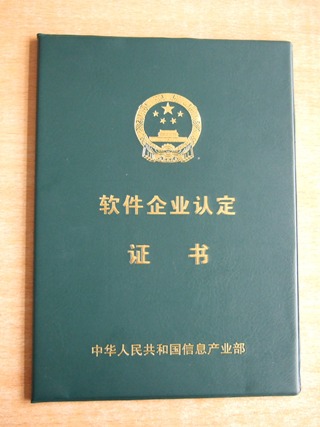 软件企业认定
证书
中华人民共和国信息产业部